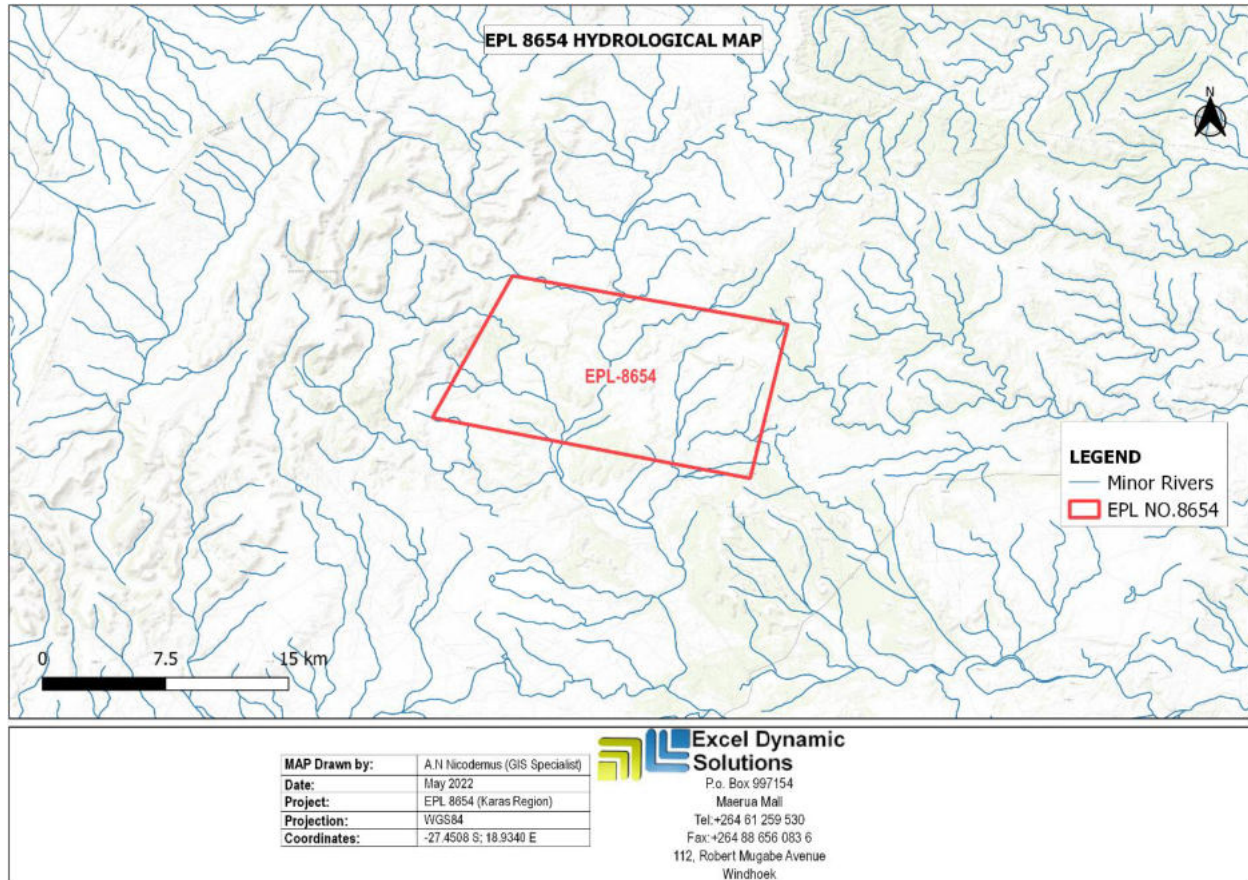 EPL 8654 HYDROLOGICAL MAP
N
EPL-8654
LEGEND
Minor Rivers
EPL NO.8654
0 7.5 15 km
MAP Drawn by: A.N Nicodemus (GIS Specialist)
Date: May 2022
Project: EPL 8654 (Karas Region)
Projection: WGS84
Coordinates: -27.4508 S; 18.9340 E
Excel Dynamic
Solutions
P.o. Box 997154
Maerua Mall
Tel:+264 61 259 530
Fax:+264 88 656 083 6
112, Robert Mugabe Avenue
Windhoek